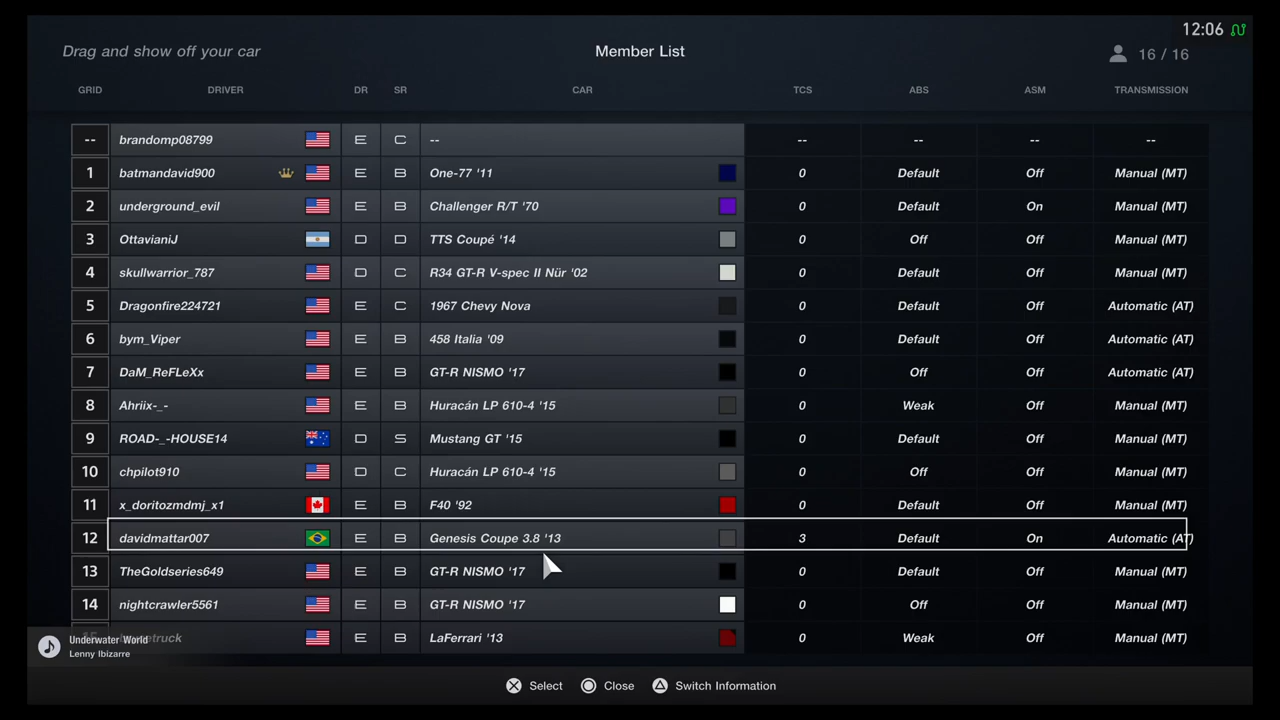 12:06
Drag and show off your car
Member List
16 / 16
GRID DRIVER DR SR CAR TCS ABS ASM TRANSMISSION
-- brandomp08799 E C -- -- -- -- --
1 batmandavid900 E B One-77 '11 0 Default Off Manual (MT)
2 underground_evil E B Challenger R/T '70 0 Default On Manual (MT)
3 OttavianiJ D D TTS Coupé '14 0 Off Off Manual (MT)
4 skullwarrior_787 D C R34 GT-R V-spec II Nür '02 0 Default Off Manual (MT)
5 Dragonfire224721 E C 1967 Chevy Nova 0 Default Off Automatic (AT)
6 bym_Viper E B 458 Italia '09 0 Default Off Automatic (AT)
7 DaM_ReFLeXx E B GT-R NISMO '17 0 Off Off Automatic (AT)
8 Ahriix-_- E B Huracán LP 610-4 '15 0 Weak Off Manual (MT)
9 ROAD-_-HOUSE14 D S Mustang GT '15 0 Default Off Manual (MT)
10 chpilot910 D C Huracán LP 610-4 '15 0 Off Off Manual (MT)
11 x_doritozmdmj_x1 E B F40 '92 0 Default Off Manual (MT)
12 davidmattar007 E B Genesis Coupe 3.8 '13 3 Default On Automatic (AT)
13 TheGoldseries649 E B GT-R NISMO '17 0 Default Off Manual (MT)
14 nightcrawler5561 E B GT-R NISMO '17 0 Off Off Manual (MT)
E B LaFerrari '13 0 Weak Off Manual (MT)
Underwater World
Lenny Ibizarre
Select Close Switch Information